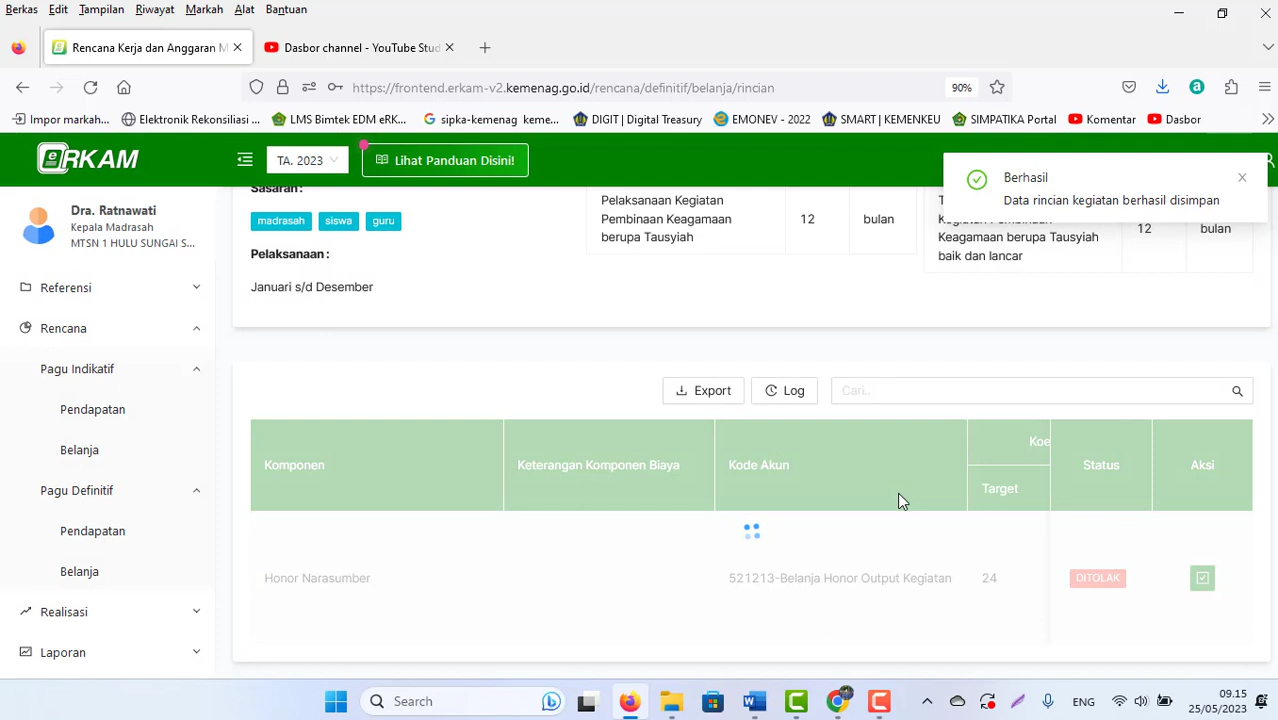 Berkas Edit Tampilan Riwayat Markah Alat Bantuan
Rencana Kerja dan Anggaran M
Dasbor channel - YouTube Stud
https://frontend.erkam-v2.kemenag.go.id/rencana/definitif/belanja/rincian
90%
Impor markah...
Elektronik Rekonsiliasi ...
LMS Bimtek EDM eRK...
sipka-kemenag keme...
DIGIT | Digital Treasury
EMONEV - 2022
SMART | KEMENKEU
SIMPATIKA Portal
Komentar
Dasbor
eRKAM
TA. 2023
Lihat Panduan Disini!
Berhasil
Data rincian kegiatan berhasil disimpan
Dra. Ratnawati
Kepala Madrasah
MTSN 1 HULU SUNGAI S...
Referensi
Rencana
Pagu Indikatif
Pendapatan
Belanja
Pagu Definitif
Pendapatan
Belanja
Realisasi
Laporan
Sasaran :
madrasah siswa guru
Pelaksanaan :
Januari s/d Desember
Pelaksanaan Kegiatan
Pembinaan Keagamaan
berupa Tausyiah
12
bulan
Keagamaan berupa Tausyiah
baik dan lancar
12
bulan
Export
Log
Cari..
Komponen
Keterangan Komponen Biaya
Kode Akun
Koe
Target
Status
Aksi
Honor Narasumber
521213-Belanja Honor Output Kegiatan
24
DITOLAK
Search
ENG
09.15
25/05/2023